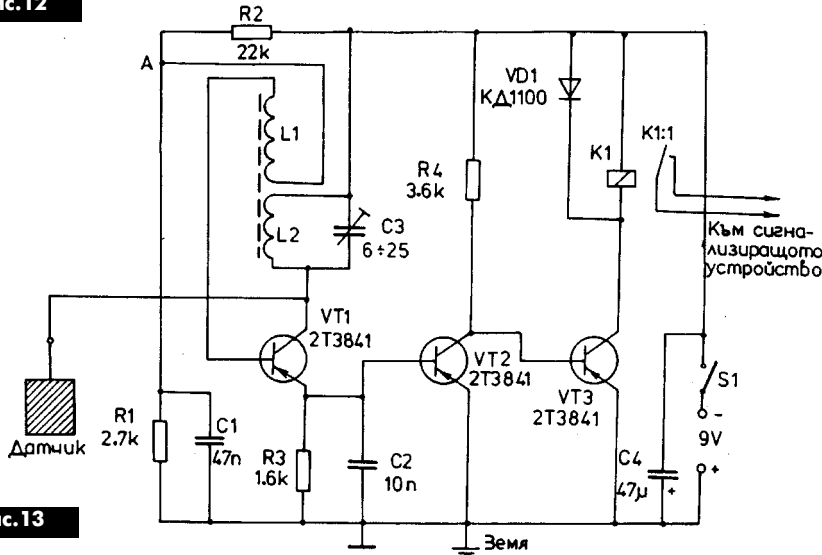 ис.12
R2
22k
A
VD1
КД1100
L1
K1
K1:1
R4
3.6k
L2
C3
6÷25
Към сигна-
лизиращото
устройство
VT1
2Т3841
VT2
2Т3841
VT3
2Т3841
S1
-
9V
+
Датчик
R1
2.7k
C1
47n
R3
1.6k
C2
10n
C4
47μ
+
ис.13
Земя